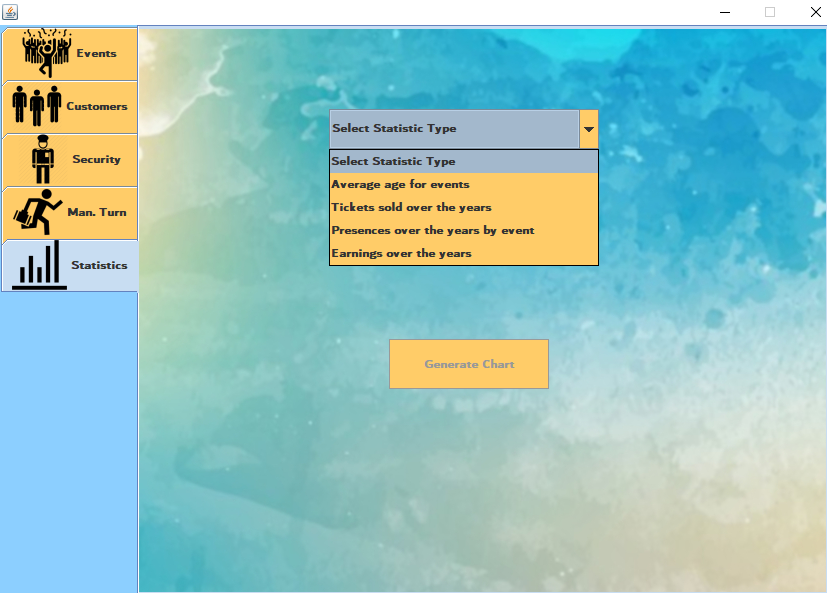 Events
Customers
Security
Man. Turn
Statistics
Select Statistic Type
Select Statistic Type
Average age for events
Tickets sold over the years
Presences over the years by event
Earnings over the years
Generate Chart